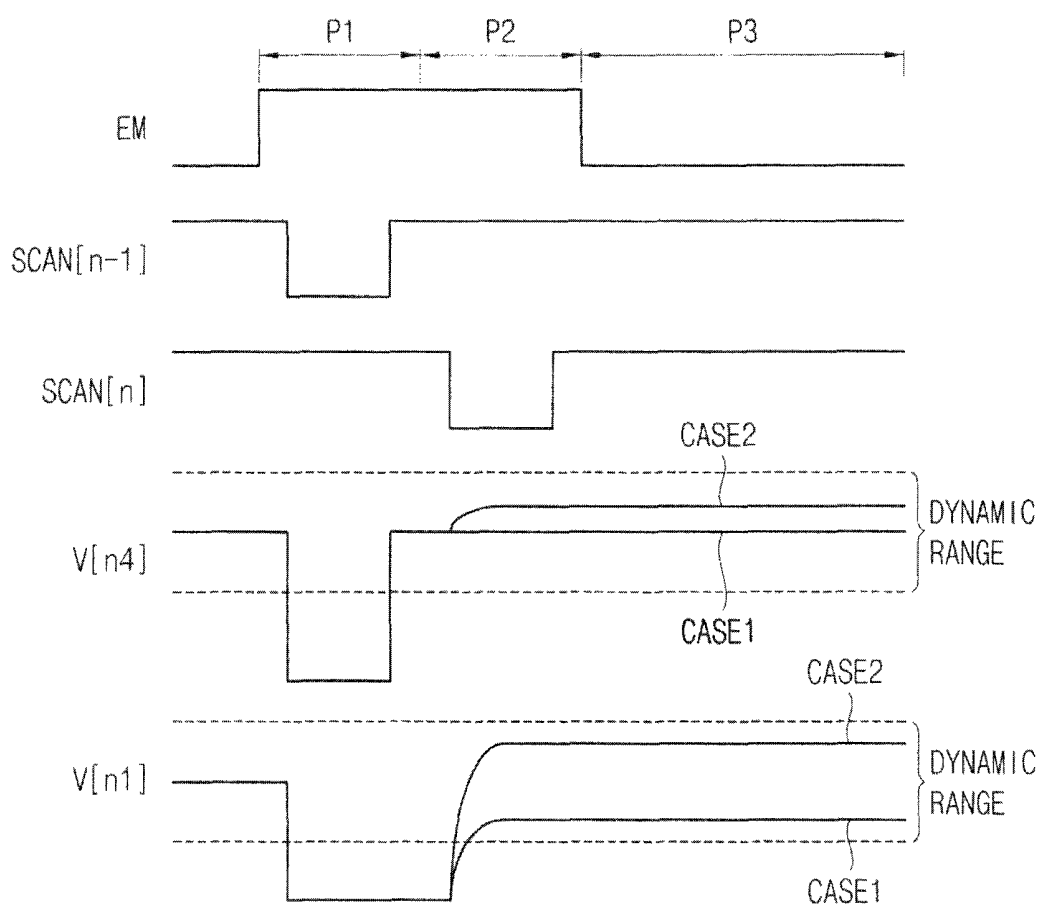 P1
P2
P3
EM
SCAN[n-1]
SCAN[n]
CASE2
V[n4]
DYNAMIC
RANGE
CASE1
CASE2
V[n1]
DYNAMIC
RANGE
CASE1